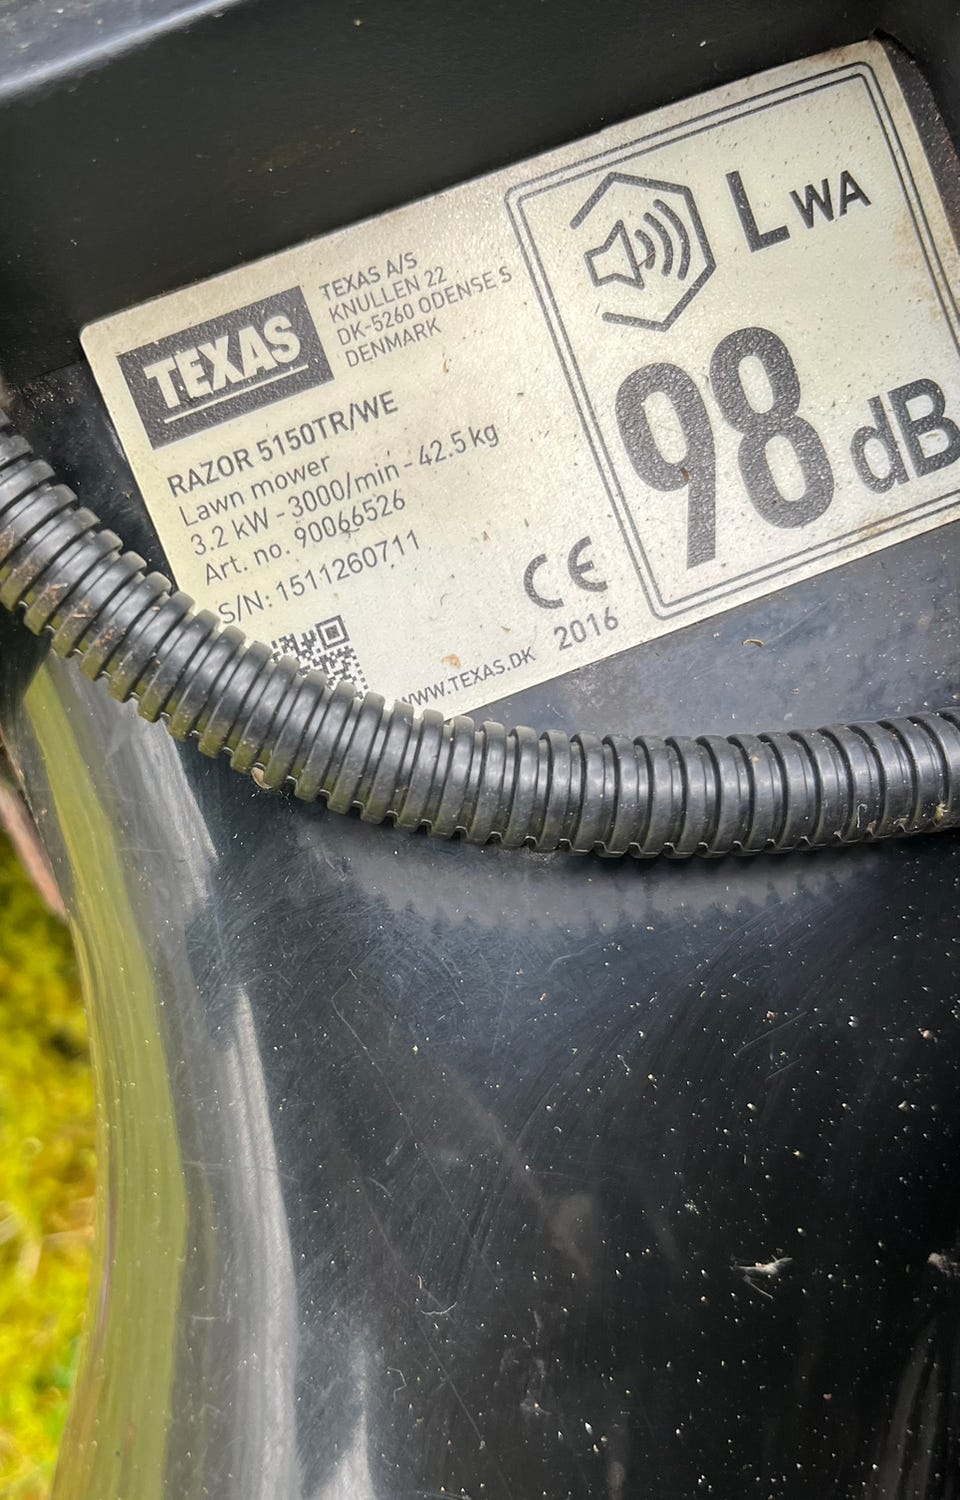 TEXAS
TEXAS A/S
KNULLEN 22
DK-5260 ODENSE S
DENMARK
RAZOR 5150TR/WE
Lawn mower
3.2 kW - 3000/min - 42.5 kg
Art. no. 90066526
S/N: 1511260711
CE
2016
WWW.TEXAS.DK
LWA
98 dB